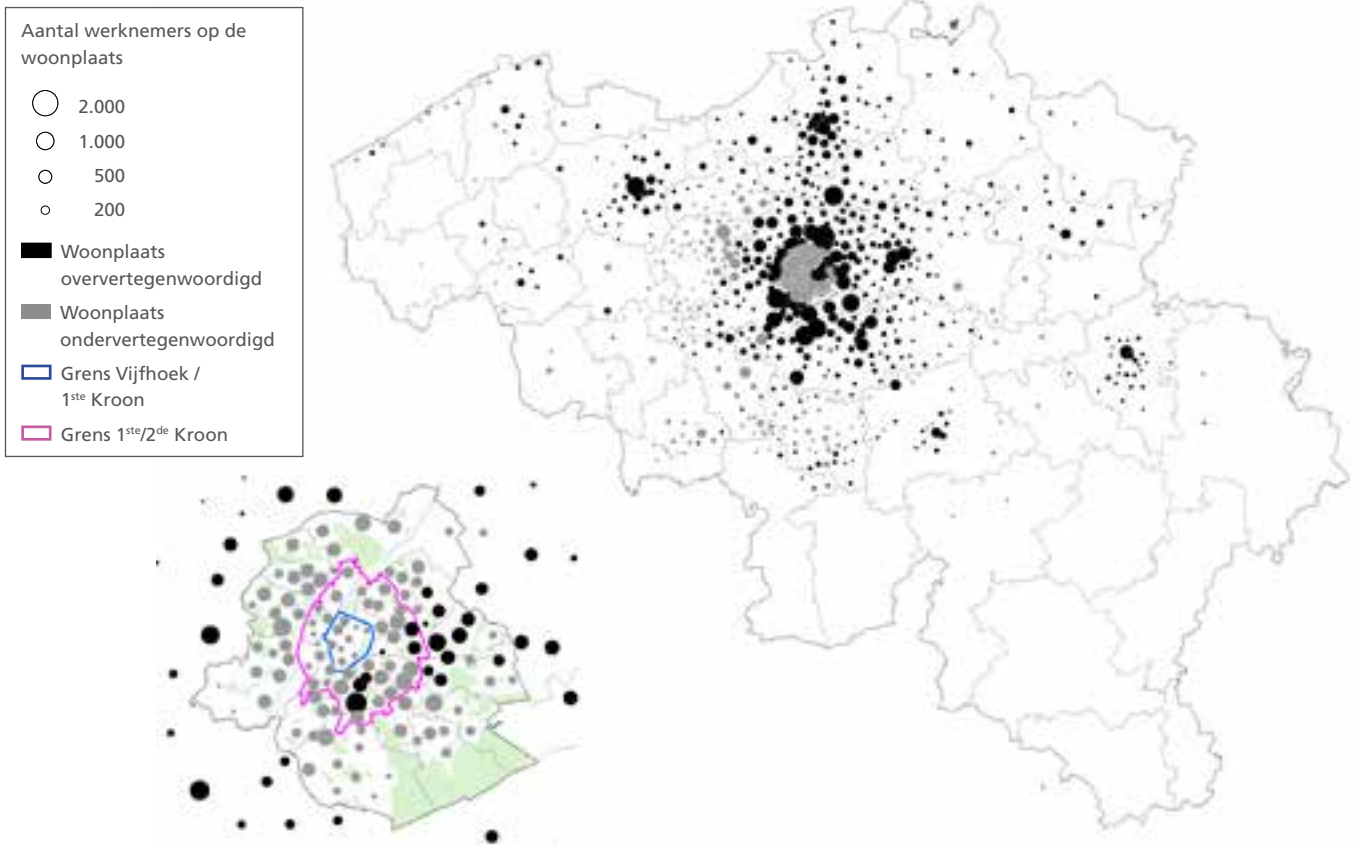 Aantal werknemers op de
woonplaats
2.000
1.000
500
200
Woonplaats
oververtegenwoordigd
Woonplaats
ondervertegenwoordigd
Grens Vijfhoek /
1ste Kroon
Grens 1ste/2de Kroon